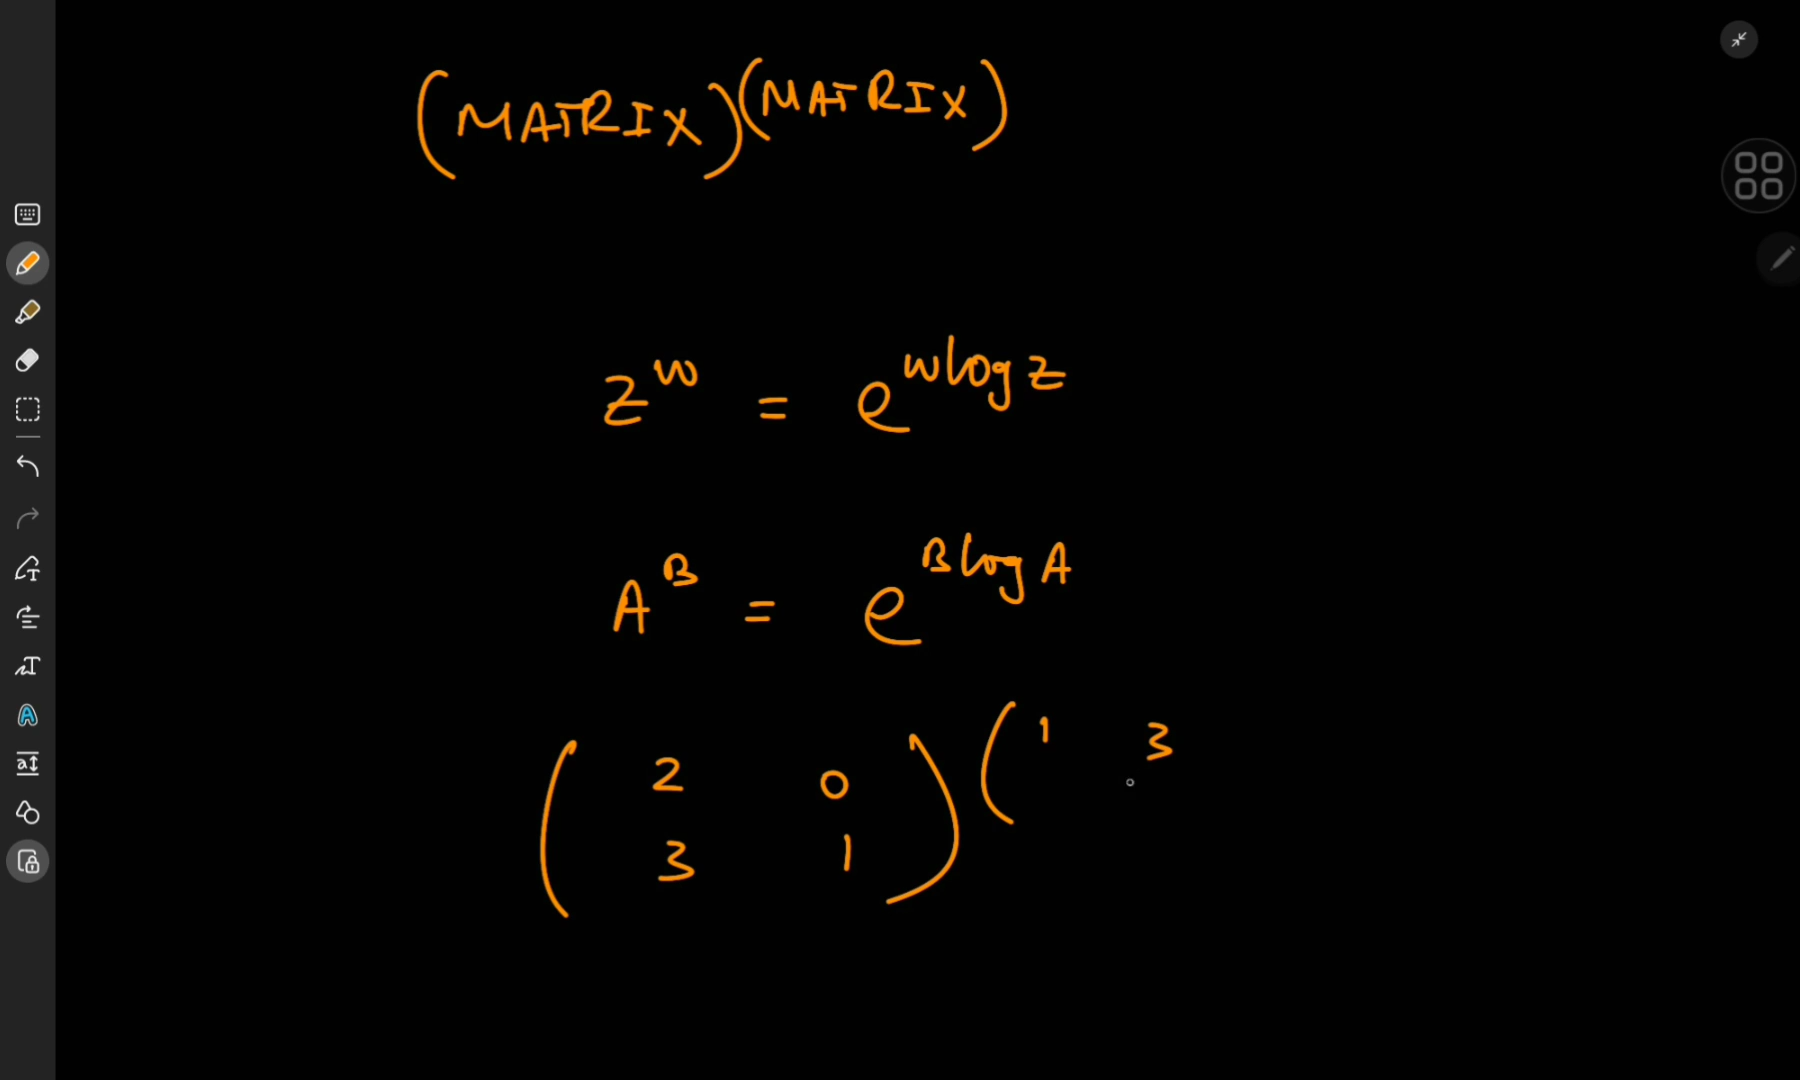 (MATRIX)^(MATRIX)
z^w = e^{w log z}
A^B = e^{B log A}
( 2 0 ) ( 1 3
3 1